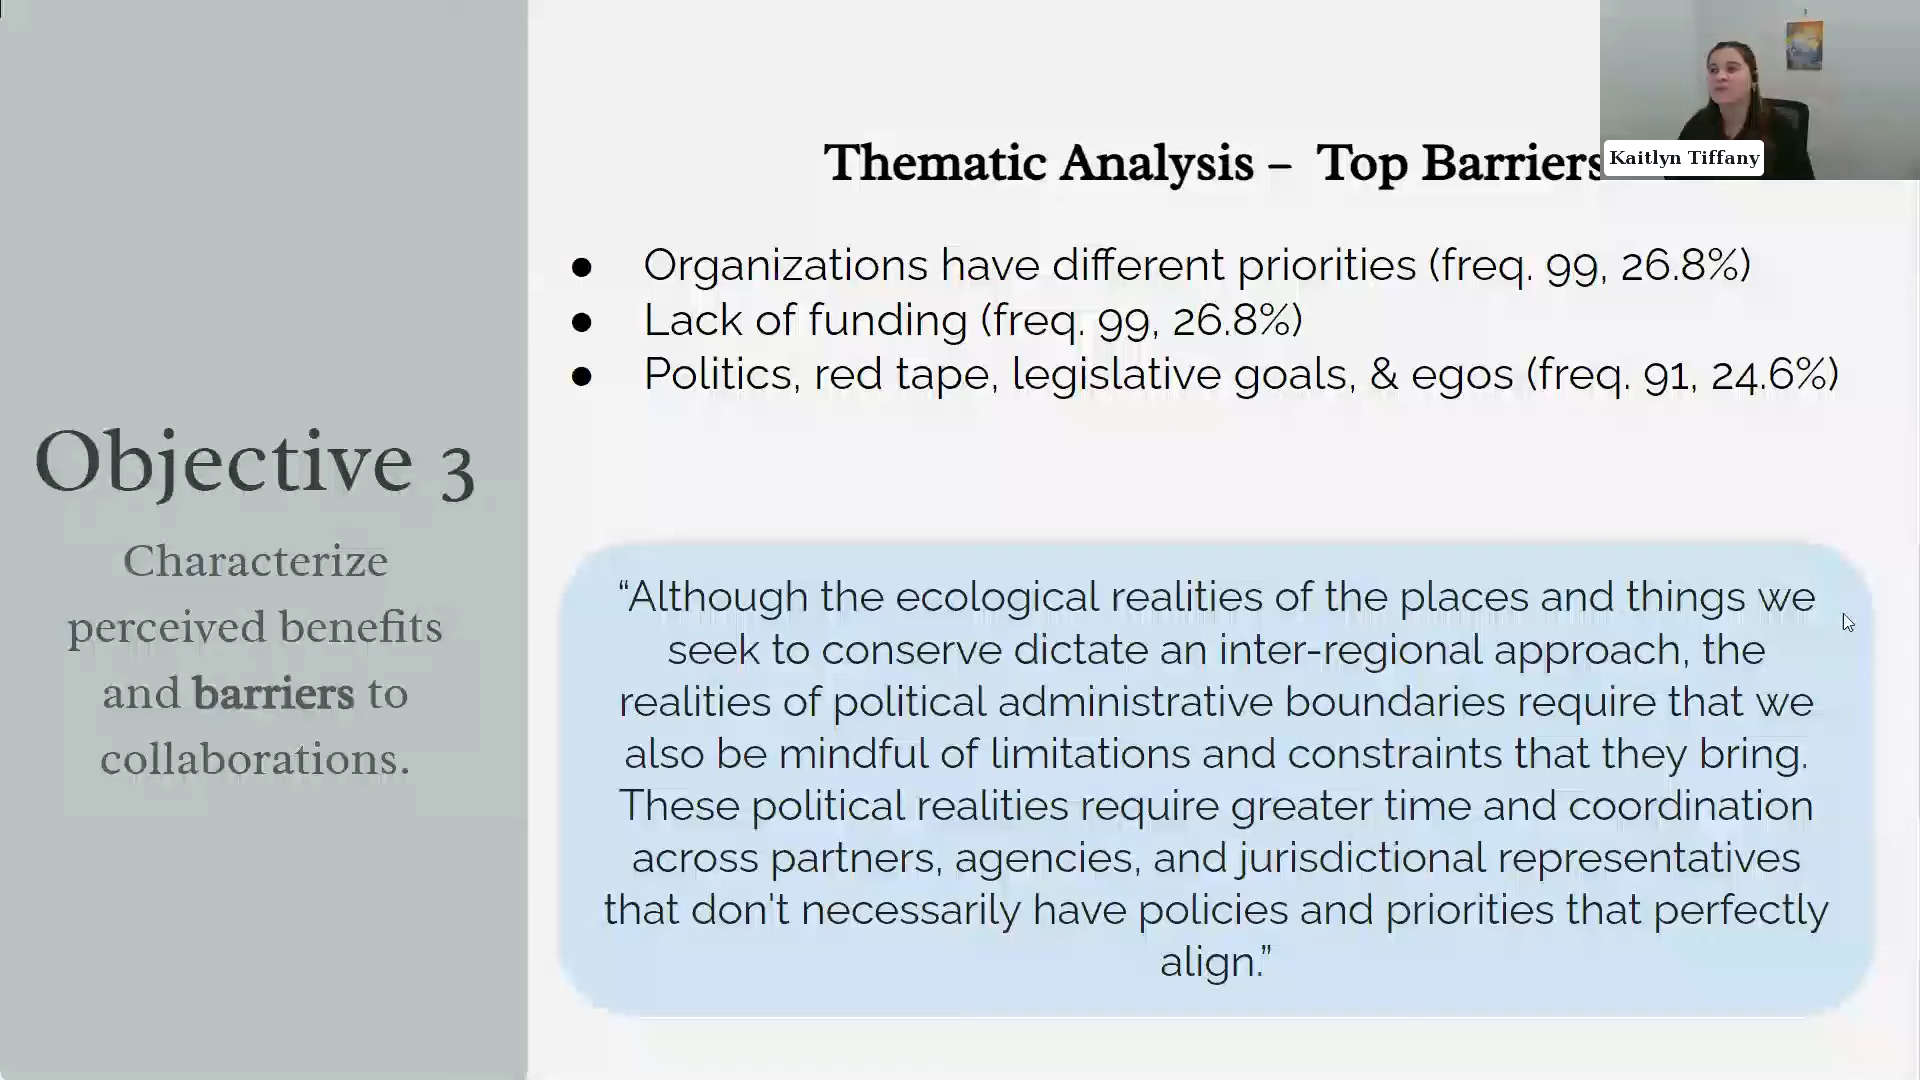 Thematic Analysis – Top Barriers
Kaitlyn Tiffany
● Organizations have different priorities (freq. 99, 26.8%)
● Lack of funding (freq. 99, 26.8%)
● Politics, red tape, legislative goals, & egos (freq. 91, 24.6%)
Objective 3
Characterize
perceived benefits
and barriers to
collaborations.
“Although the ecological realities of the places and things we
seek to conserve dictate an inter-regional approach, the
realities of political administrative boundaries require that we
also be mindful of limitations and constraints that they bring.
These political realities require greater time and coordination
across partners, agencies, and jurisdictional representatives
that don't necessarily have policies and priorities that perfectly
align.”